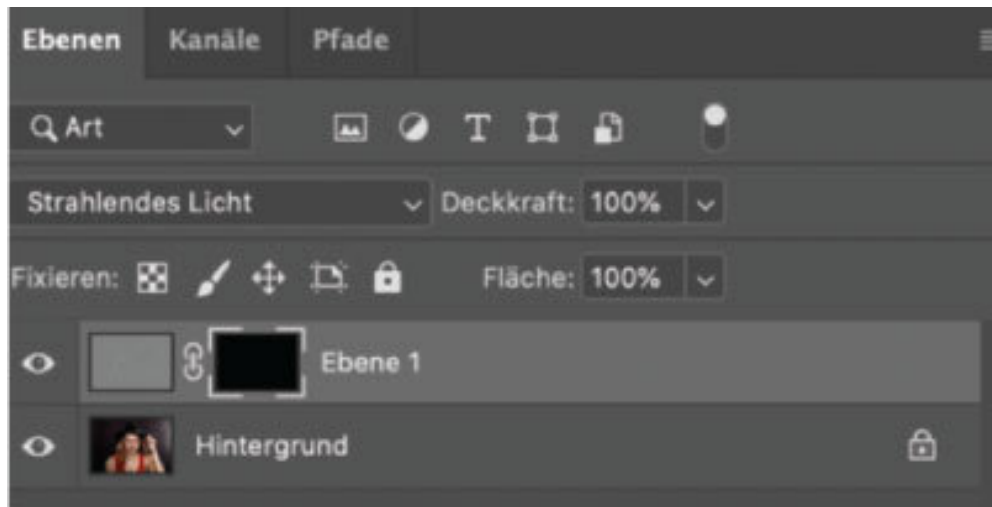 Ebenen Kanäle Pfade
Art
Strahlendes Licht Deckkraft: 100%
Fixieren: Fläche: 100%
Ebene 1
Hintergrund